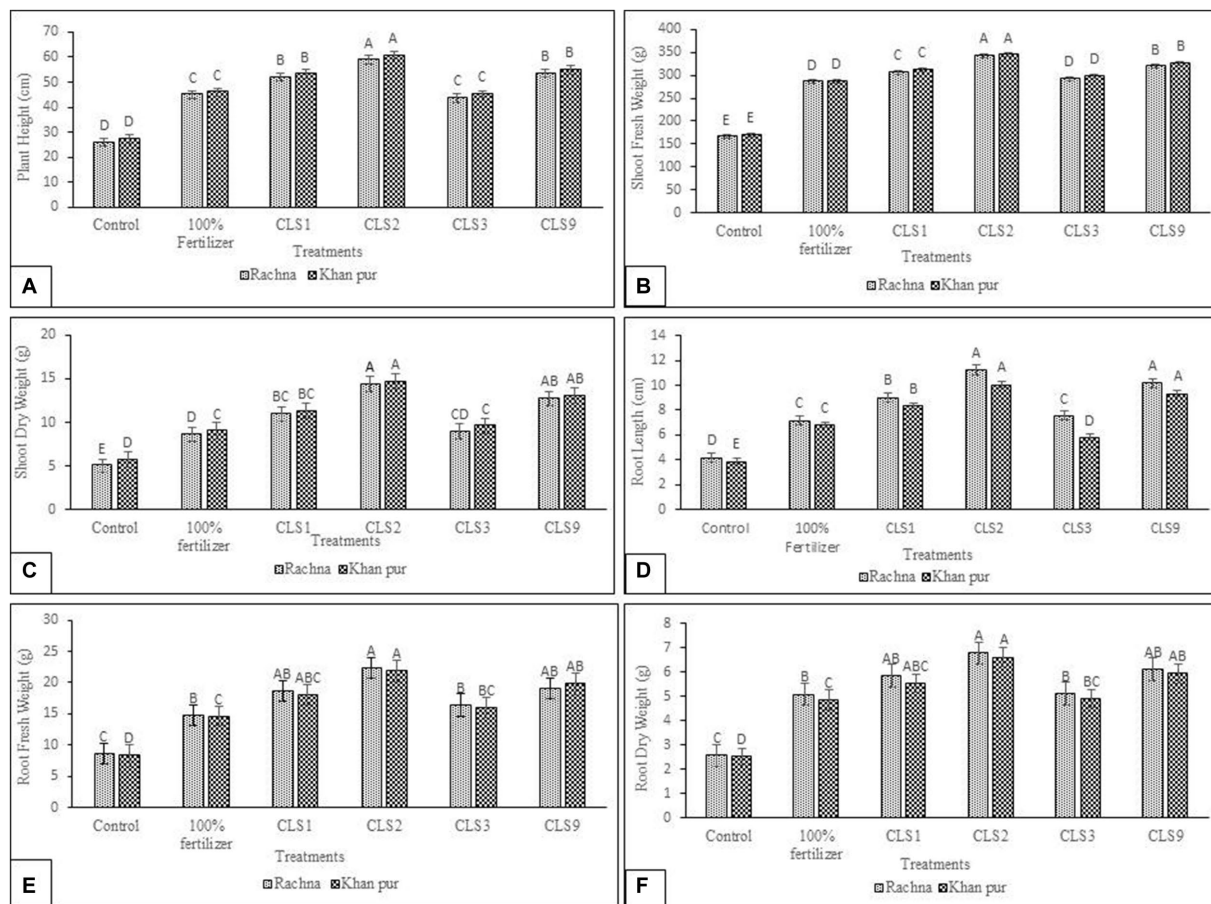 70
60
50
40
30
20
10
0
Plant Height (cm)
D D
C C
B B
A A
C C
B B
Control
100% Fertilizer
CLS1
CLS2
CLS3
CLS9
Treatments
Rachna Khan pur
A
400
350
300
250
200
150
100
50
0
Shoot Fresh Weight (g)
E E
D D
C C
A A
D D
B B
Control
100% fertilizer
CLS1
CLS2
CLS3
CLS9
Treatments
Rachna Khan pur
B
20
15
10
5
0
Shoot Dry Weight (g)
E D
D C
BC BC
A A
CD C
AB AB
Control
100% fertilizer
CLS1
CLS2
CLS3
CLS9
Treatments
Rachna Khan pur
C
14
12
10
8
6
4
2
0
Root Length (cm)
D E
C C
B B
A A
C D
A A
Control
100% Fertilizer
CLS1
CLS2
CLS3
CLS9
Treatments
Rachna Khan pur
D
30
25
20
15
10
5
0
Root Fresh Weight (g)
C D
B C
AB ABC
A A
B BC
AB AB
Control
100% fertilizer
CLS1
CLS2
CLS3
CLS9
Treatments
Rachna Khan pur
E
8
7
6
5
4
3
2
1
0
Root Dry Weight (g)
C D
B C
AB ABC
A A
B BC
AB AB
Control
100% fertilizer
CLS1
CLS2
CLS3
CLS9
Treatments
Rachna Khan pur
F